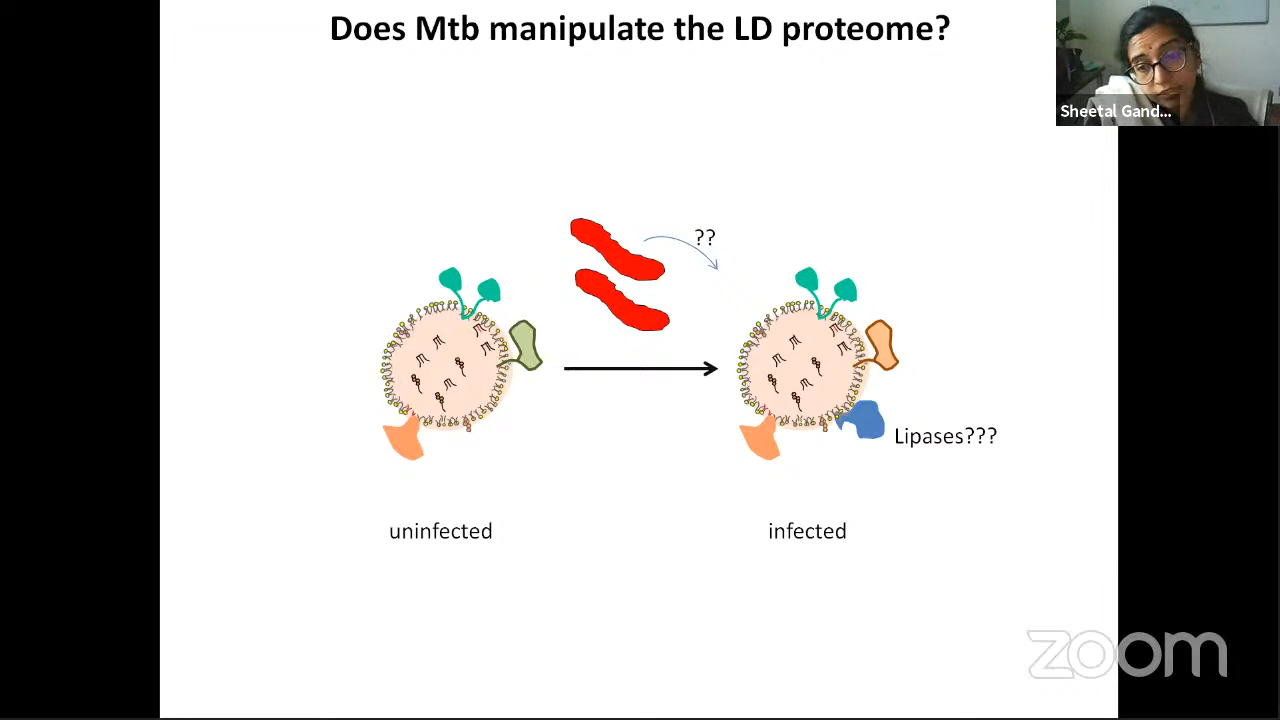 Does Mtb manipulate the LD proteome?
Sheetal Gand...
??
Lipases???
uninfected
infected
zoom